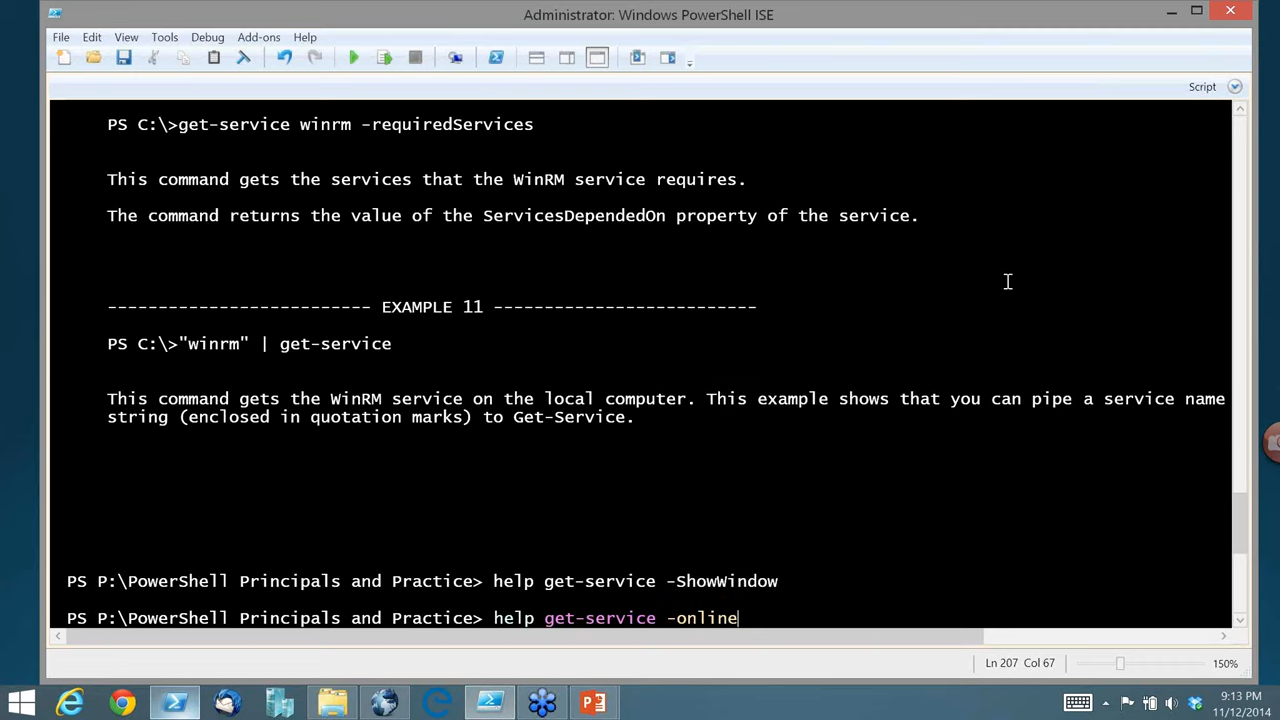 Administrator: Windows PowerShell ISE
File Edit View Tools Debug Add-ons Help
Script
PS C:\>get-service winrm -requiredServices
This command gets the services that the WinRM service requires.
The command returns the value of the ServicesDependedOn property of the service.
-------------------------- EXAMPLE 11 --------------------------
PS C:\>"winrm" | get-service
This command gets the WinRM service on the local computer. This example shows that you can pipe a service name
string (enclosed in quotation marks) to Get-Service.
PS P:\PowerShell Principals and Practice> help get-service -ShowWindow
PS P:\PowerShell Principals and Practice> help get-service -online
Ln 207 Col 67 150%
9:13 PM
11/12/2014